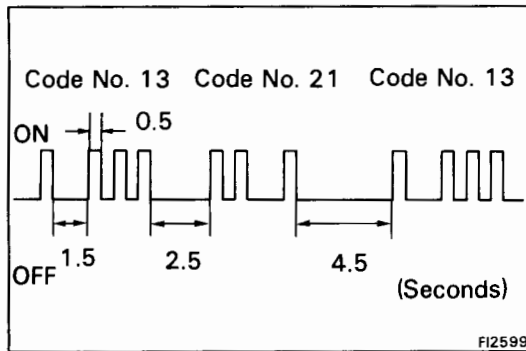 Code No. 13 Code No. 21 Code No. 13
0.5
ON
1.5 2.5 4.5
OFF
(Seconds)
FI2599